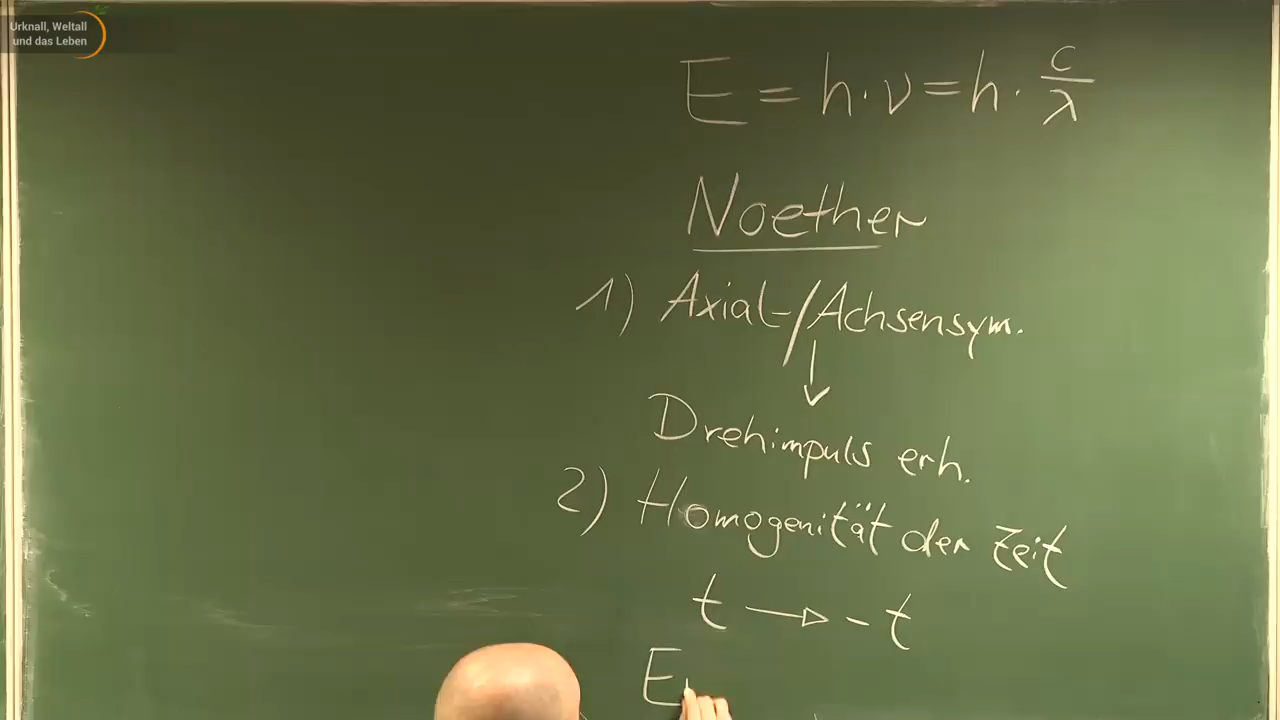 Urknall, Weltall
und das Leben
E = h · ν = h · c/λ
Noether
1) Axial-/Achsensym.
↓
Drehimpuls erh.
2) Homogenität der Zeit
t → - t
E